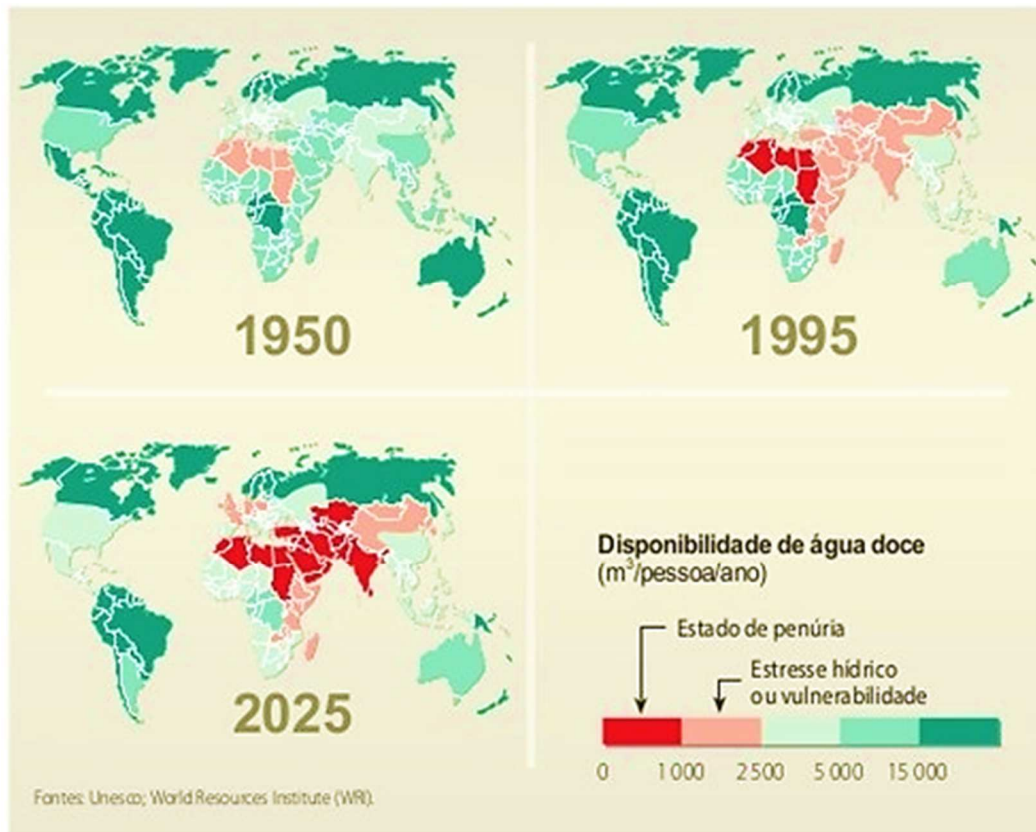 1950
1995
2025
Disponibilidade de água doce
(m³/pessoa/ano)
Estado de penúria
Estresse hídrico
ou vulnerabilidade
0 1 000 2 500 5 000 15 000
Fontes: Unesco; World Resources Institute (WRI).